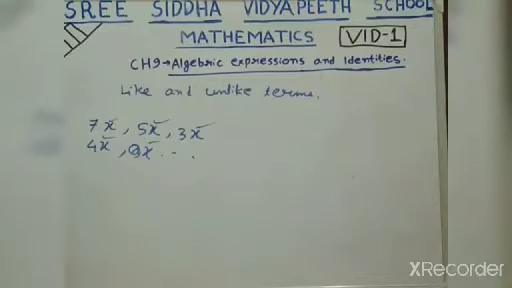 SREE SIDDHA VIDYAPEETH SCHOOL
MATHEMATICS VID-1
CH9→Algebric expressions and Identities.
Like and unlike terms.
7x, 5x, 3x
4x, 9x - - .
XRecorder